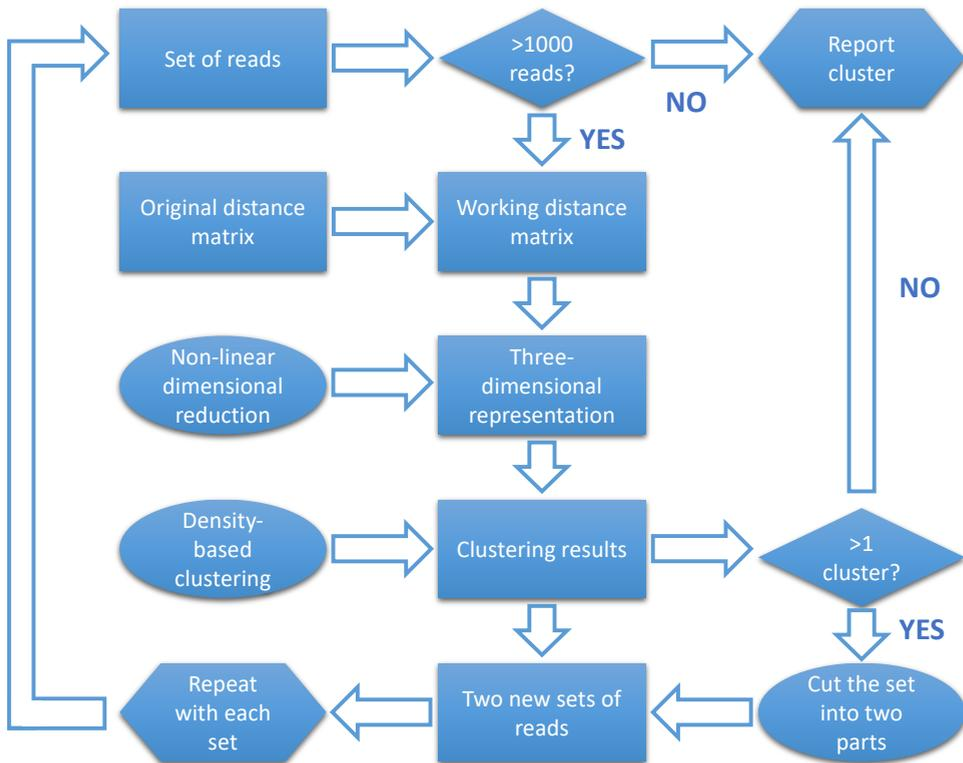 Set of reads
>1000
reads?
Report
cluster
NO
YES
Original distance
matrix
Working distance
matrix
NO
Non-linear
dimensional
reduction
Three-
dimensional
representation
Density-
based
clustering
Clustering results
>1
cluster?
YES
Repeat
with each
set
Two new sets of
reads
Cut the set
into two
parts